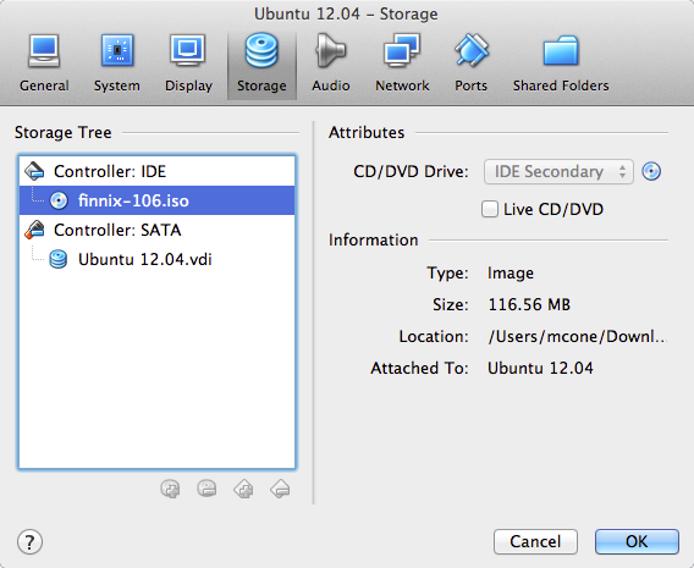 Ubuntu 12.04 – Storage
General System Display Storage Audio Network Ports Shared Folders
Storage Tree
Controller: IDE
finnix-106.iso
Controller: SATA
Ubuntu 12.04.vdi
Attributes
CD/DVD Drive: IDE Secondary
Live CD/DVD
Information
Type: Image
Size: 116.56 MB
Location: /Users/mcone/Downl...
Attached To: Ubuntu 12.04
?
Cancel OK